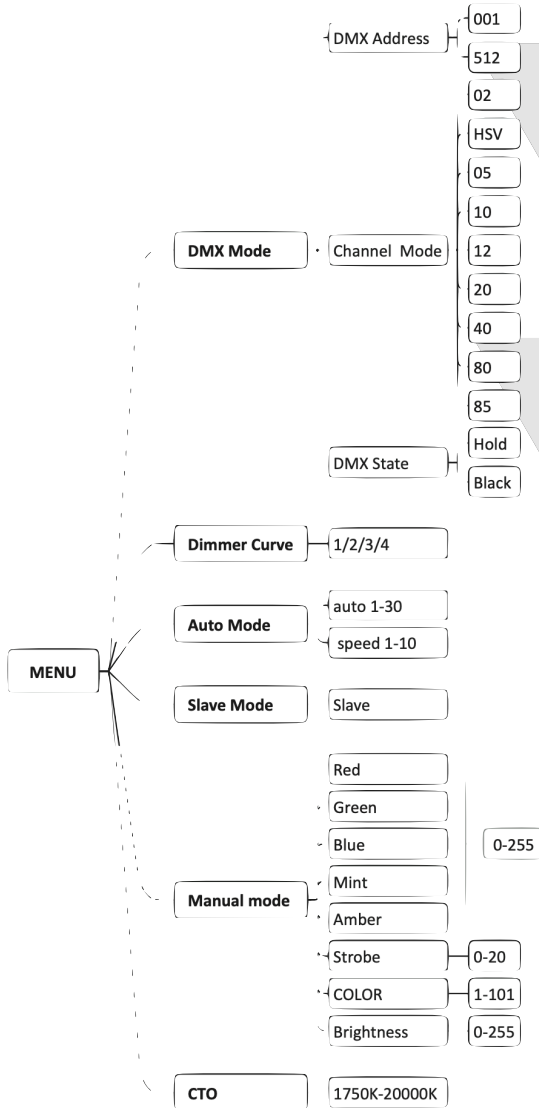 MENU
DMX Mode
DMX Address
001
512
Channel Mode
02
HSV
05
10
12
20
40
80
85
DMX State
Hold
Black
Dimmer Curve
1/2/3/4
Auto Mode
auto 1-30
speed 1-10
Slave Mode
Slave
Manual mode
Red
Green
Blue
Mint
Amber
0-255
Strobe
0-20
COLOR
1-101
Brightness
0-255
CTO
1750K-20000K